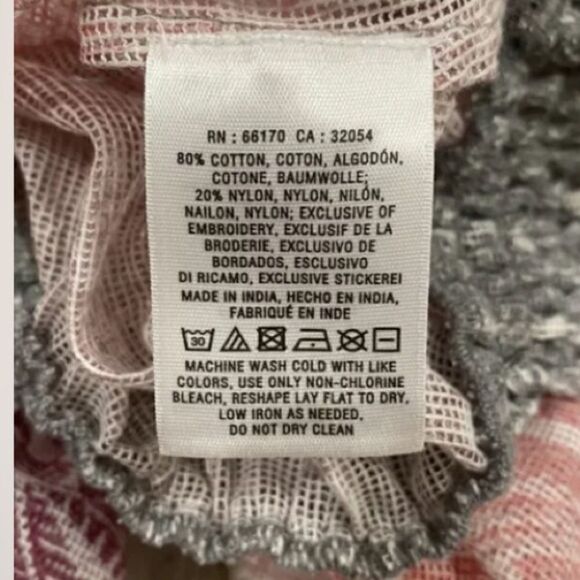 RN : 66170 CA : 32054
80% COTTON, COTON, ALGODÓN,
COTONE, BAUMWOLLE;
20% NYLON, NYLON, NILÓN,
NAILON, NYLON; EXCLUSIVE OF
EMBROIDERY, EXCLUSIF DE LA
BRODERIE, EXCLUSIVO DE
BORDADOS, ESCLUSIVO
DI RICAMO, EXCLUSIVE STICKEREI
MADE IN INDIA, HECHO EN INDIA,
FABRIQUÉ EN INDE
30
MACHINE WASH COLD WITH LIKE
COLORS, USE ONLY NON-CHLORINE
BLEACH, RESHAPE LAY FLAT TO DRY.
LOW IRON AS NEEDED.
DO NOT DRY CLEAN